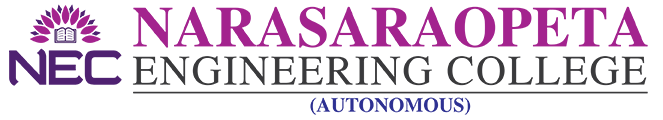 NEC
NARASARAOPETA
ENGINEERING COLLEGE
(AUTONOMOUS)